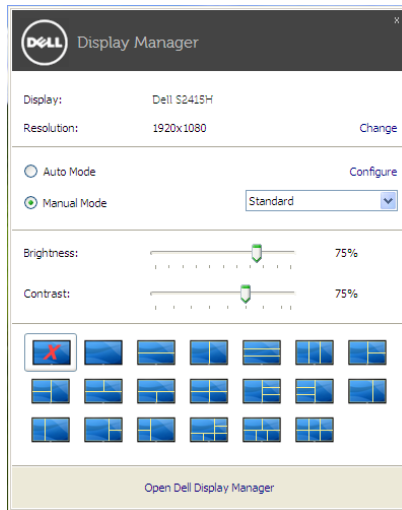 x
DELL Display Manager
Display: Dell S2415H
Resolution: 1920x1080 Change
Auto Mode Configure
Manual Mode Standard
Brightness: 75%
Contrast: 75%
X
Open Dell Display Manager